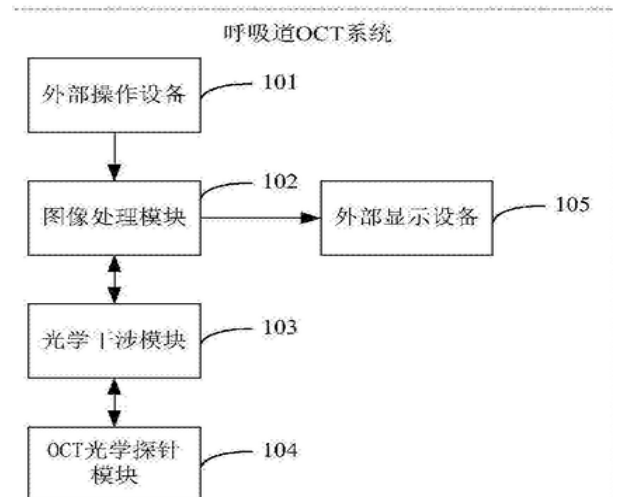 呼吸道OCT系统
外部操作设备
101
图像处理模块
102
外部显示设备
105
光学干涉模块
103
OCT光学探针
模块
104